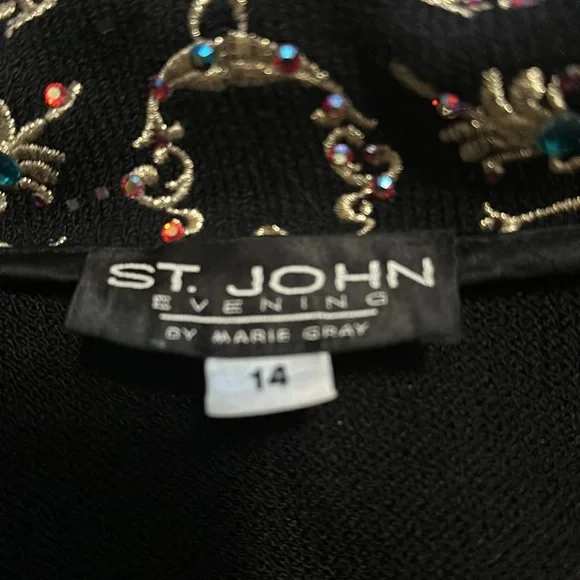 ST. JOHN
EVENING
BY MARIE GRAY
14